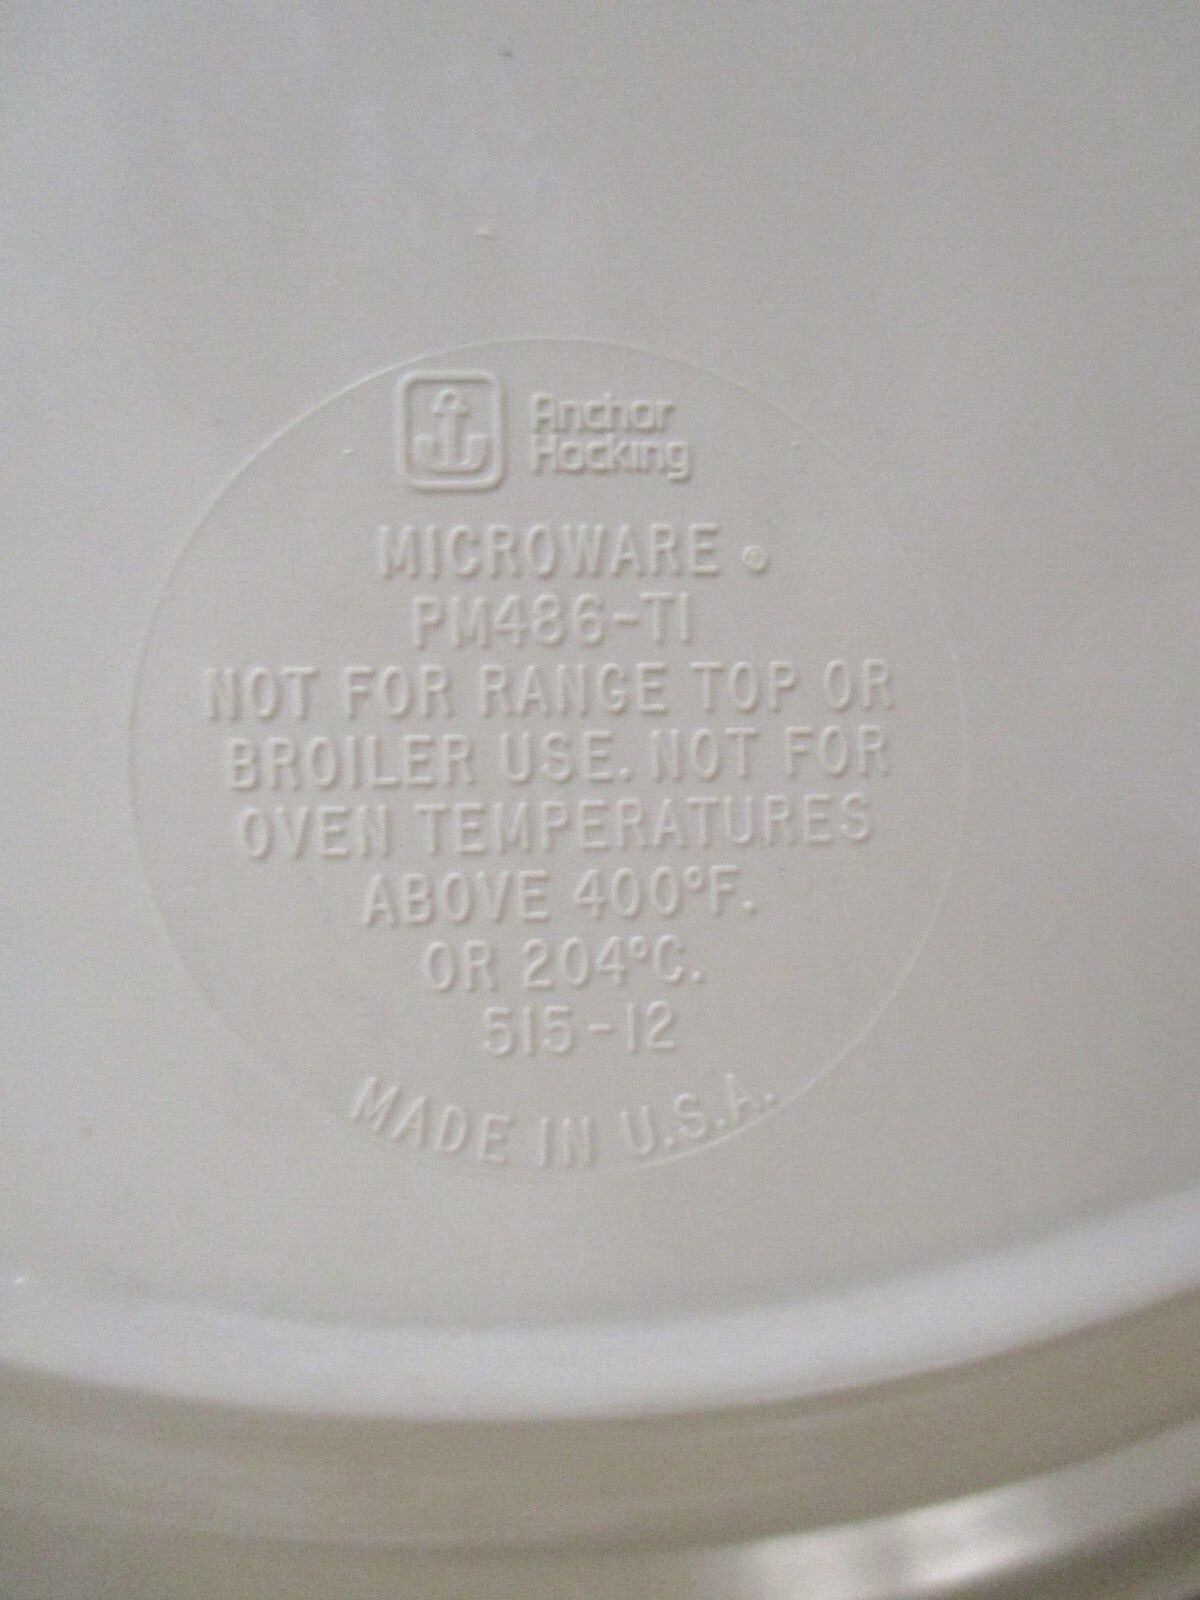 Anchor
Hocking
MICROWARE ®
PM486-T1
NOT FOR RANGE TOP OR
BROILER USE. NOT FOR
OVEN TEMPERATURES
ABOVE 400°F.
OR 204°C.
515-12
MADE IN U.S.A.